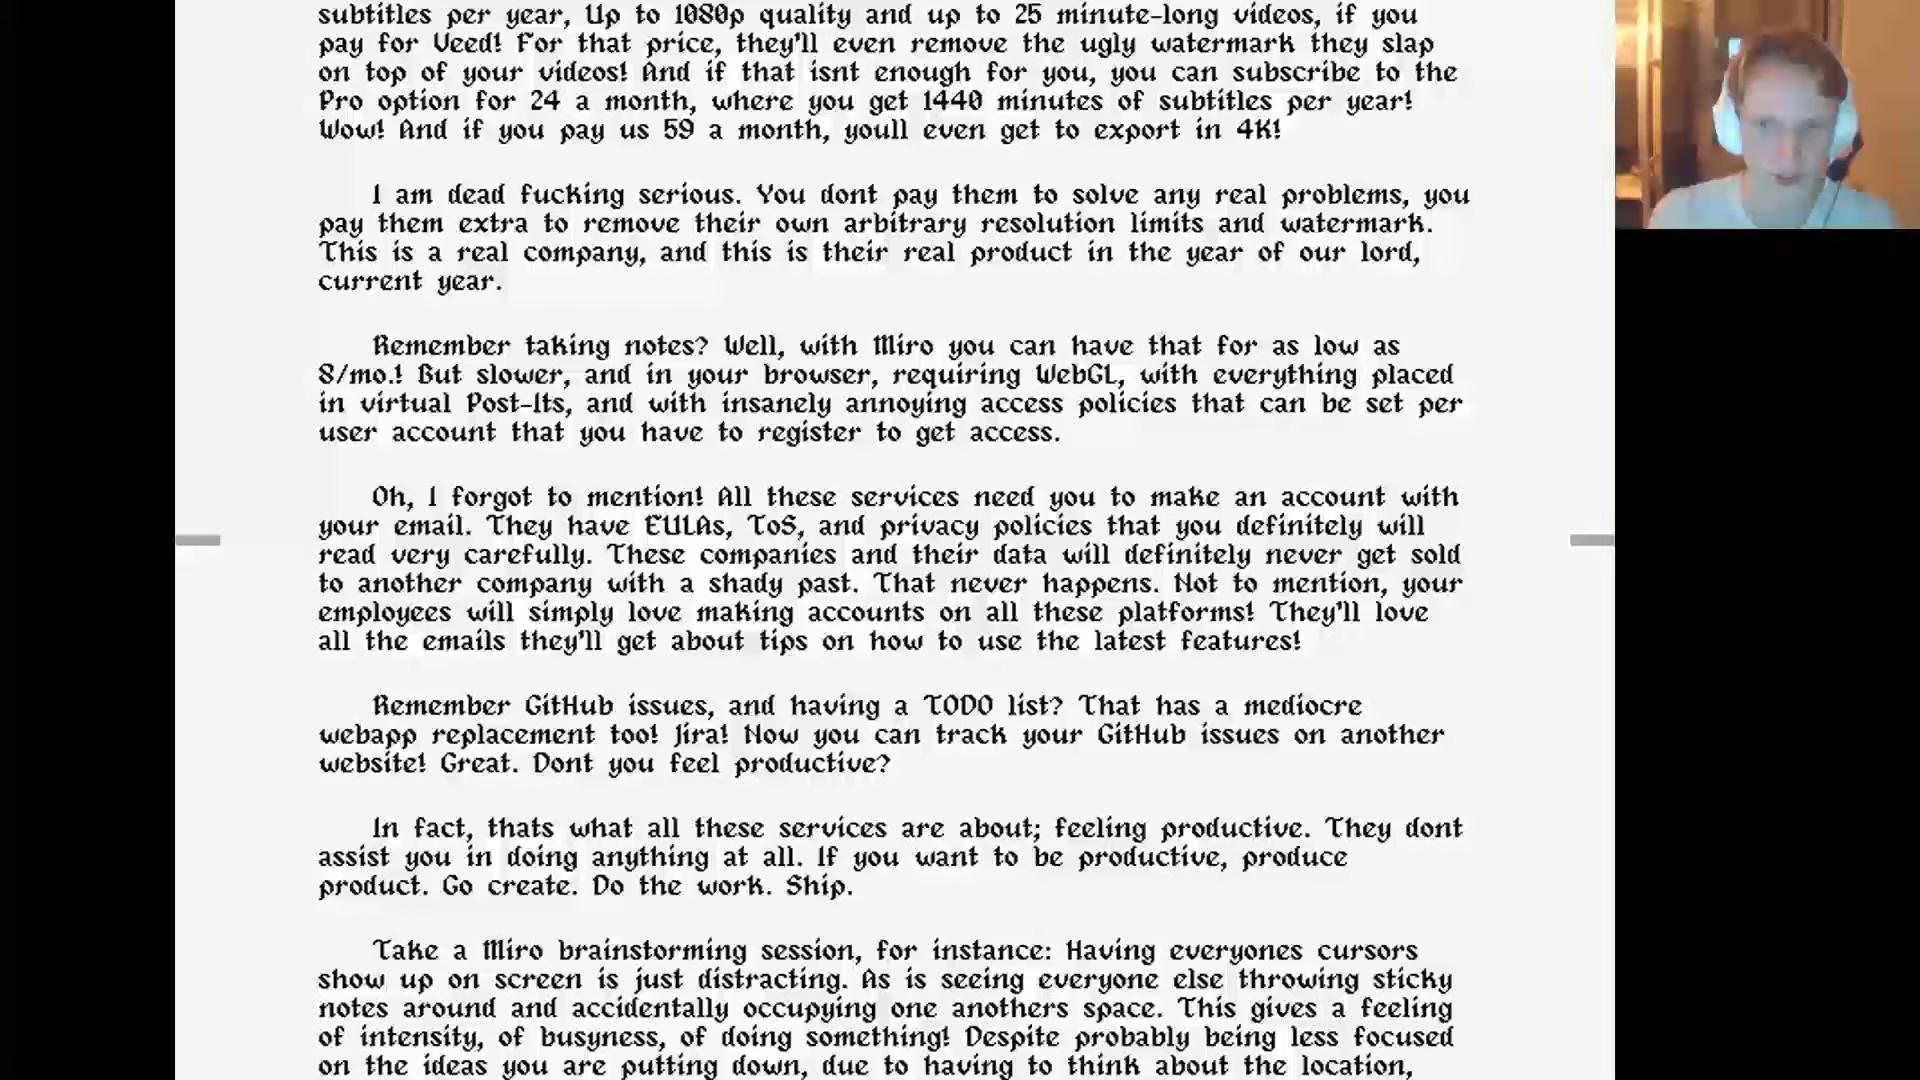 subtitles per year, Up to 1080p quality and up to 25 minute-long videos, if you
pay for Veed! For that price, they'll even remove the ugly watermark they slap
on top of your videos! And if that isnt enough for you, you can subscribe to the
Pro option for 24 a month, where you get 1440 minutes of subtitles per year!
Wow! And if you pay us 59 a month, youll even get to export in 4K!
I am dead fucking serious. You dont pay them to solve any real problems, you
pay them extra to remove their own arbitrary resolution limits and watermark.
This is a real company, and this is their real product in the year of our lord,
current year.
Remember taking notes? Well, with Miro you can have that for as low as
8/mo.! But slower, and in your browser, requiring WebGL, with everything placed
in virtual Post-Its, and with insanely annoying access policies that can be set per
user account that you have to register to get access.
Oh, I forgot to mention! All these services need you to make an account with
your email. They have EULAs, ToS, and privacy policies that you definitely will
read very carefully. These companies and their data will definitely never get sold
to another company with a shady past. That never happens. Not to mention, your
employees will simply love making accounts on all these platforms! They'll love
all the emails they'll get about tips on how to use the latest features!
Remember GitHub issues, and having a TODO list? That has a mediocre
webapp replacement too! Jira! Now you can track your GitHub issues on another
website! Great. Dont you feel productive?
In fact, thats what all these services are about; feeling productive. They dont
assist you in doing anything at all. If you want to be productive, produce
product. Go create. Do the work. Ship.
Take a Miro brainstorming session, for instance: Having everyones cursors
show up on screen is just distracting. As is seeing everyone else throwing sticky
notes around and accidentally occupying one anothers space. This gives a feeling
of intensity, of busyness, of doing something! Despite probably being less focused
on the ideas you are putting down, due to having to think about the location,